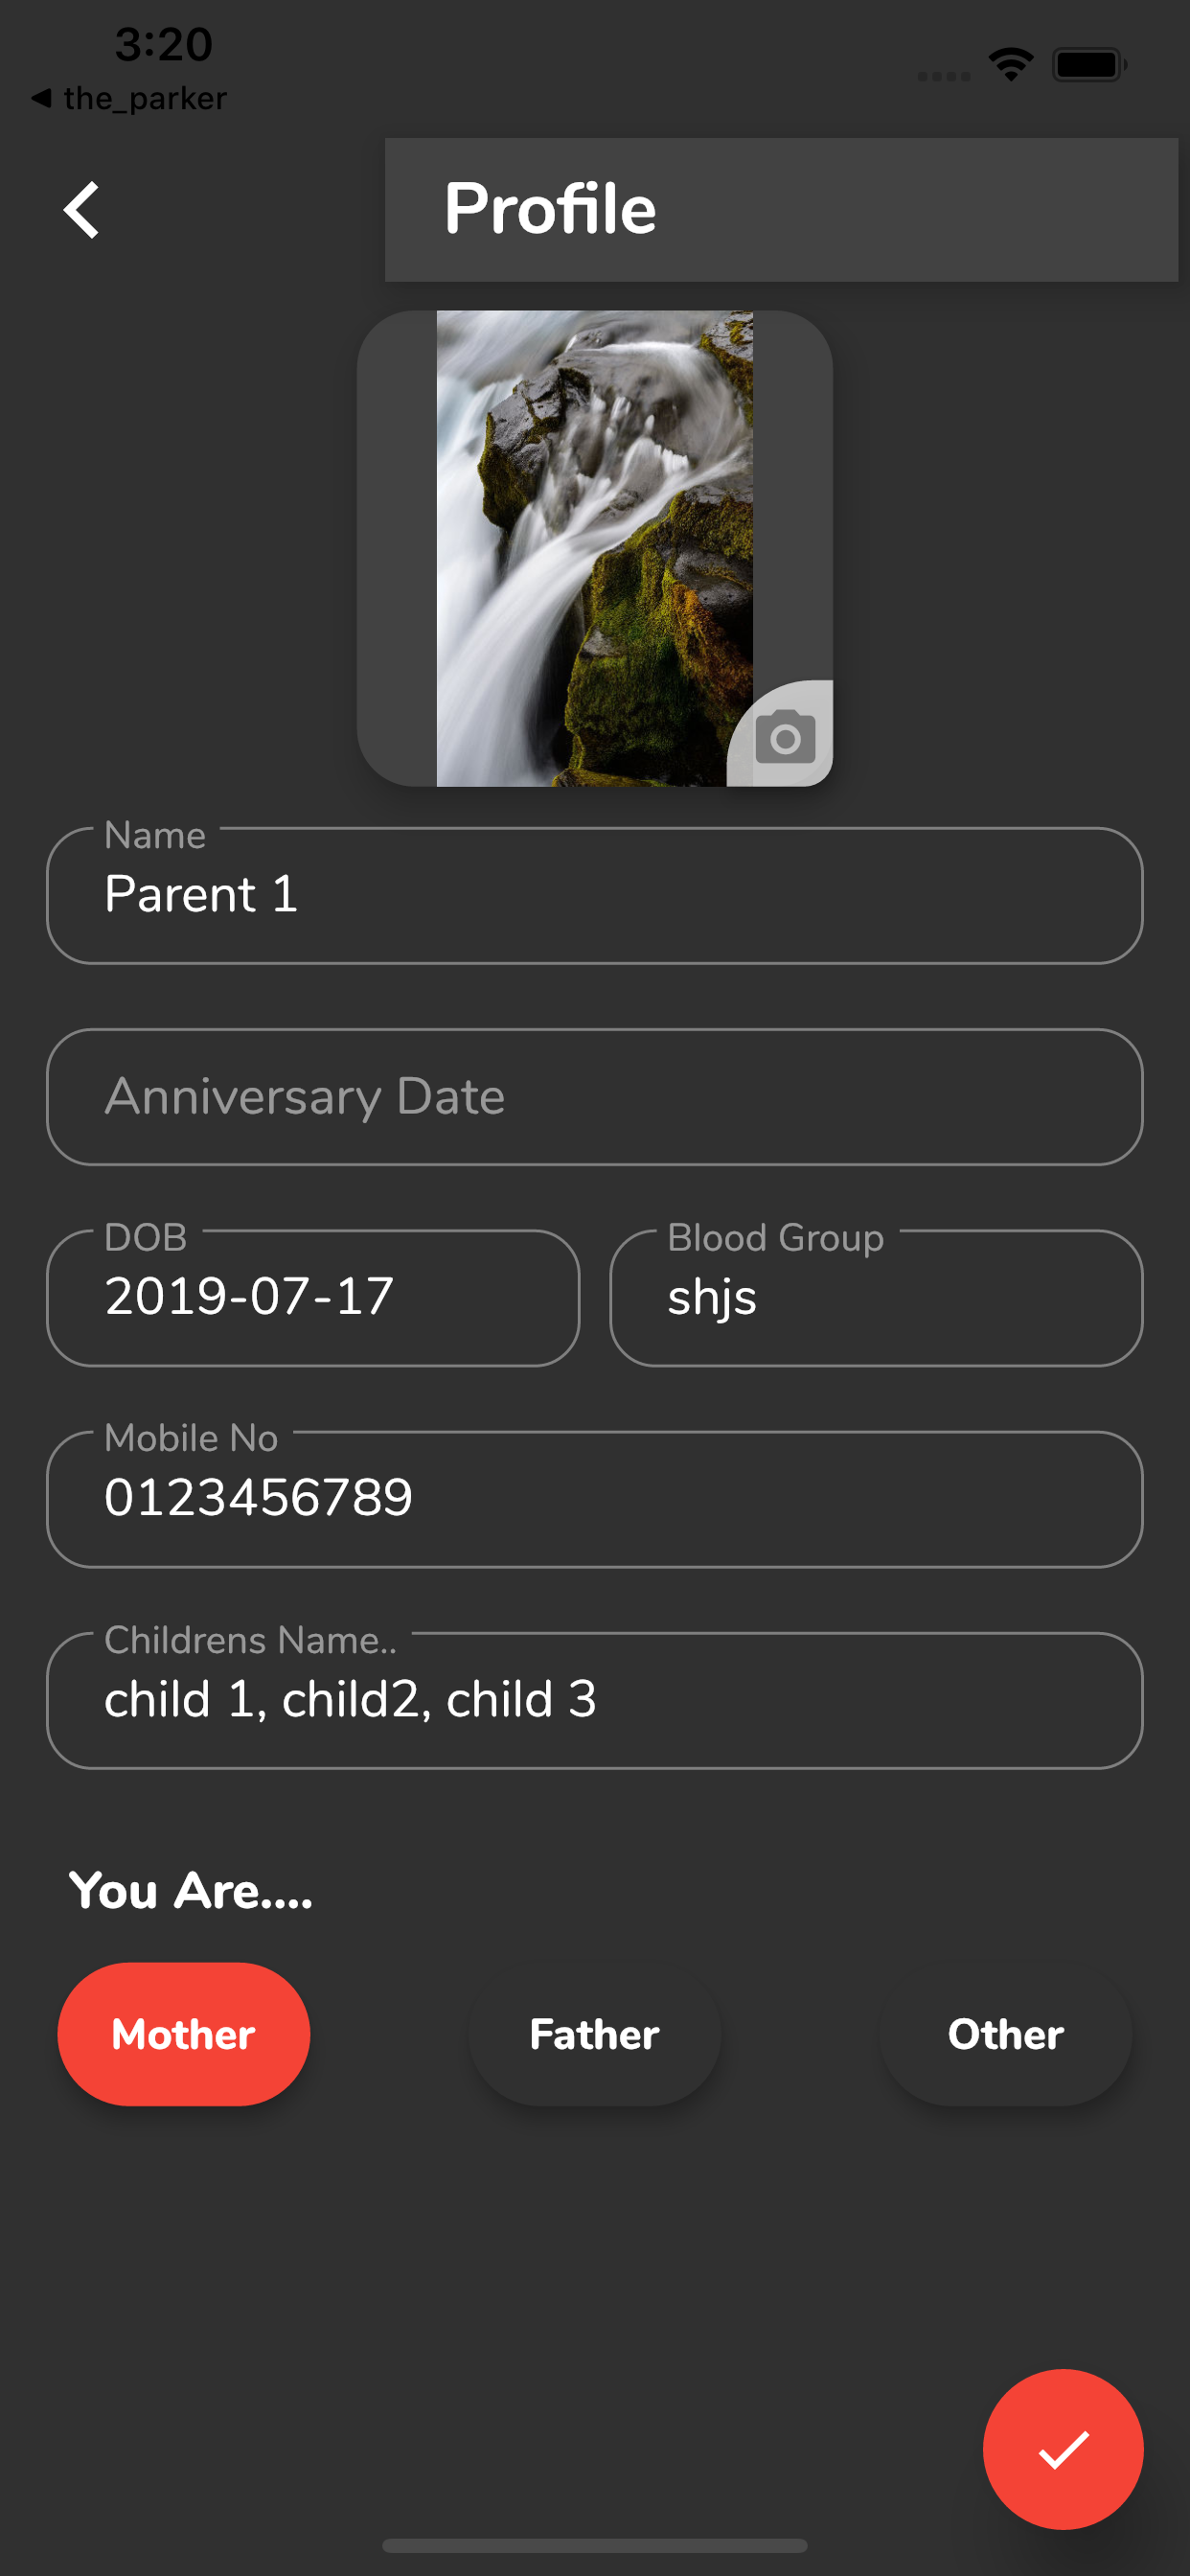 3:20
the_parker
Profile
Name
Parent 1
Anniversary Date
DOB
Blood Group
2019-07-17
shjs
Mobile No
0123456789
Childrens Name..
child 1, child2, child 3
You Are....
Mother
Father
Other